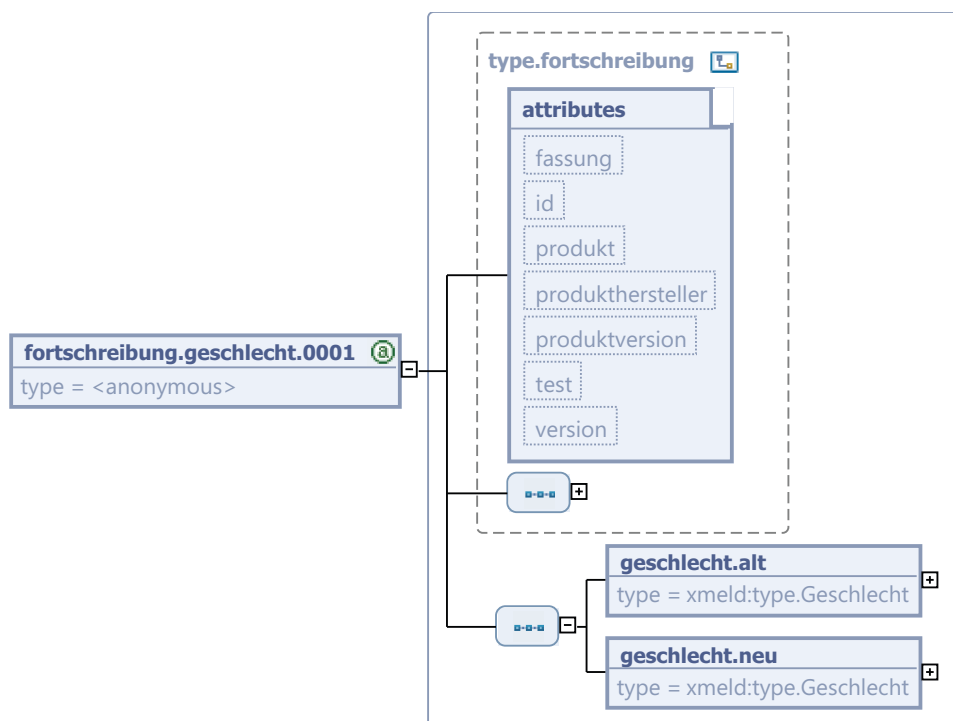 type.fortschreibung
attributes
fassung
id
produkt
produkthersteller
produktversion
test
version
fortschreibung.geschlecht.0001 a
type = <anonymous>
geschlecht.alt
type = xmeld:type.Geschlecht
geschlecht.neu
type = xmeld:type.Geschlecht